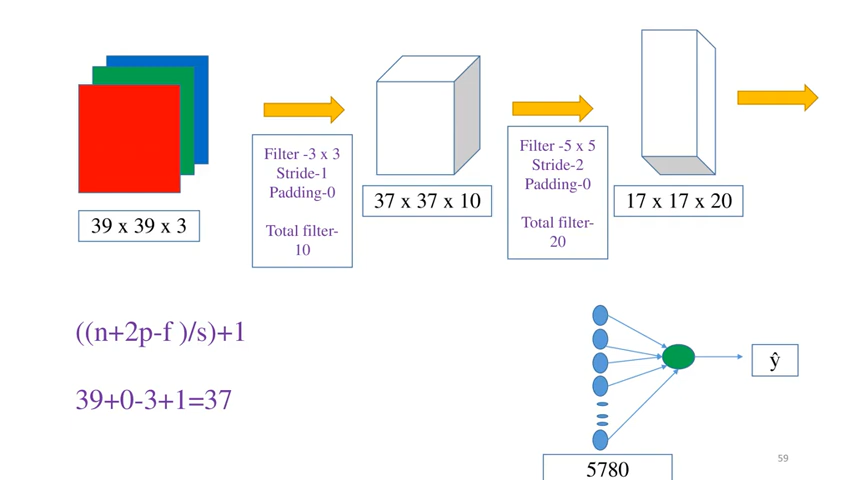 Filter -3 x 3
Stride-1
Padding-0
Total filter-
10
Filter -5 x 5
Stride-2
Padding-0
Total filter-
20
39 x 39 x 3
37 x 37 x 10
17 x 17 x 20
((n+2p-f )/s)+1
39+0-3+1=37
ŷ
5780
59